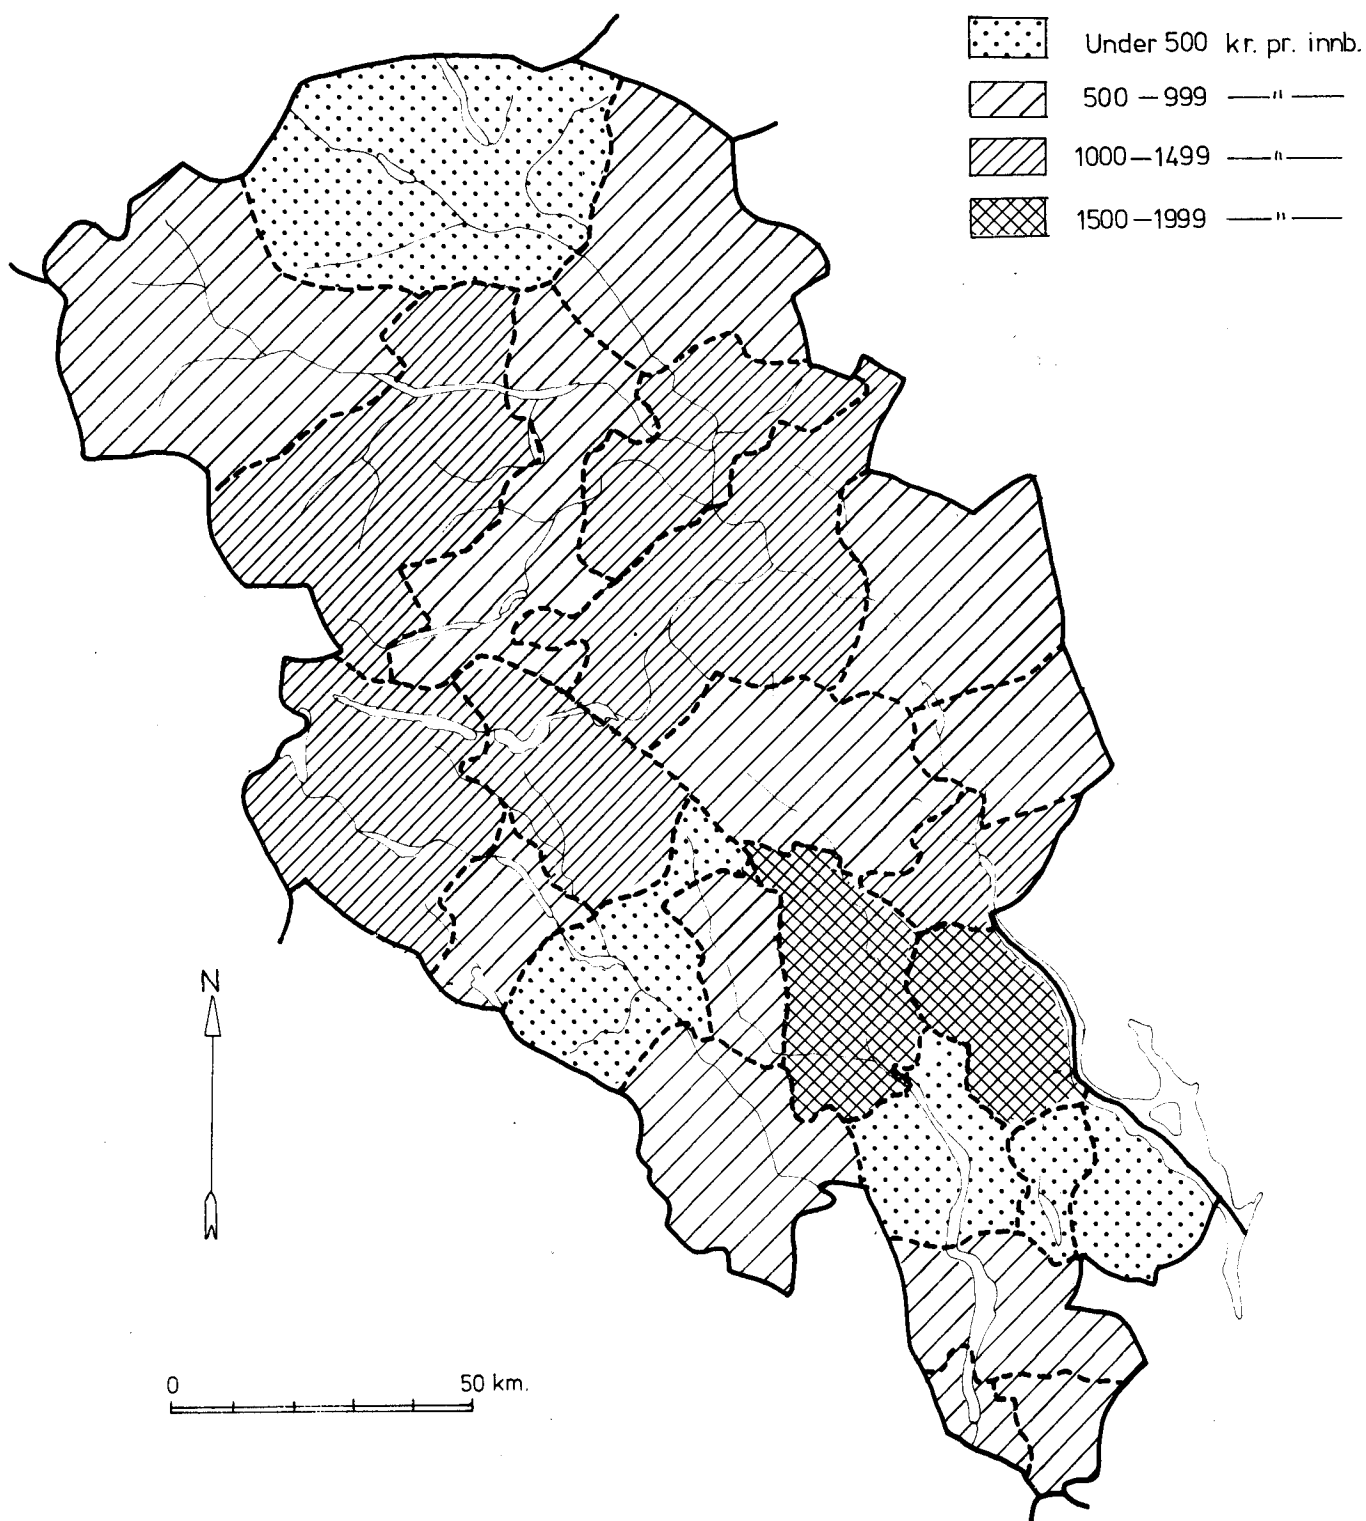 Under 500 kr. pr. innb.
500 – 999 — " —
1000 – 1499 — " —
1500 – 1999 — " —
N
0 50 km.